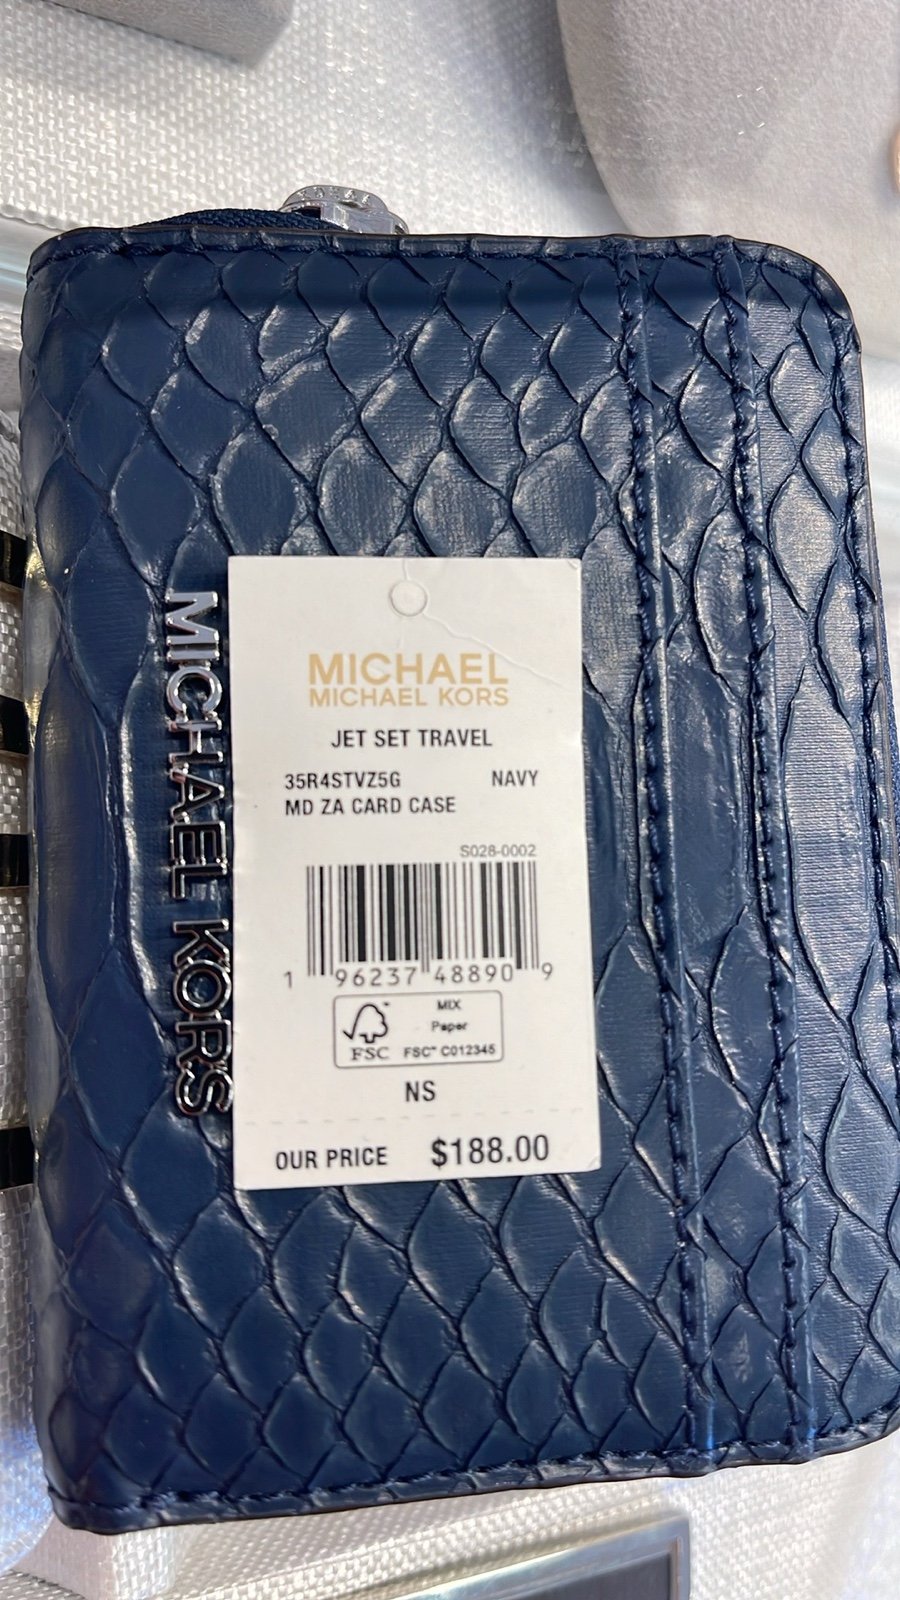 MICHAEL KORS
MICHAEL
MICHAEL KORS
JET SET TRAVEL
35R4STVZ5G NAVY
MD ZA CARD CASE
S028-0002
1 96237 48890 9
FSC
MIX
Paper
FSC™ C012345
NS
OUR PRICE $188.00